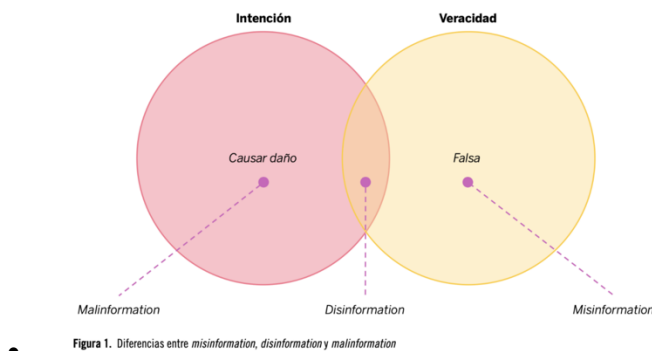 Intención
Veracidad
Causar daño
Falsa
Malinformation
Disinformation
Misinformation
Figura 1. Diferencias entre misinformation, disinformation y malinformation